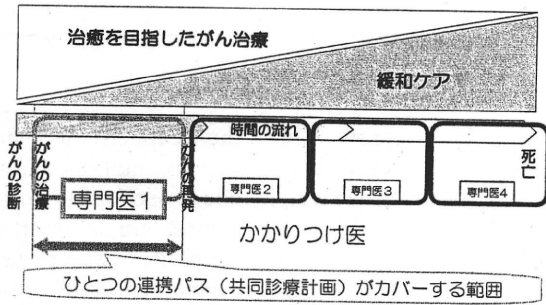 治癒を目指したがん治療
緩和ケア
時間の流れ
がんの診断
がんの治療
がんの再発
死亡
専門医1
専門医2
専門医3
専門医4
かかりつけ医
ひとつの連携パス（共同診療計画）がカバーする範囲